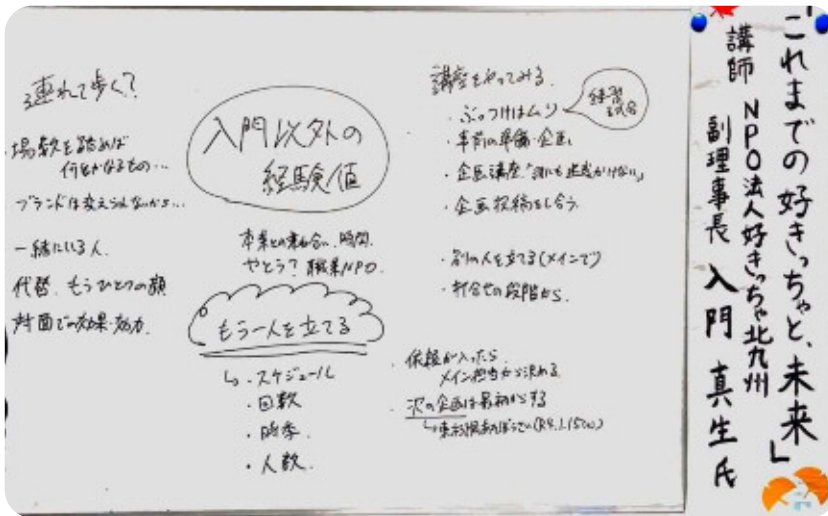 「これまでの好きっちゃと、未来」
講師 NPO法人好きっちゃ北九州
副理事長 入門 真生 氏
連れて歩く?
場数を踏めば
何とかなるもの…
ブランドは変えられないから…
一緒にいる人
代替、もうひとつの顔
対面での効果・効力
入門以外の
経験値
本業との兼ね合い、時間
やとう? 職業NPO
もう一人を立てる
↳・スケジュール
・回数
・時季
・人数
講座をやってみる
・ぶっつけはムリ
練習
試合
・事前の準備・企画
・企画講座「誰にも迷惑かけない」
・企画投稿をし合う
・別の人を立てる(メインで)
・打合せの段階から
・依頼が入ったら
メイン担当から決める
・次の企画は最初からする